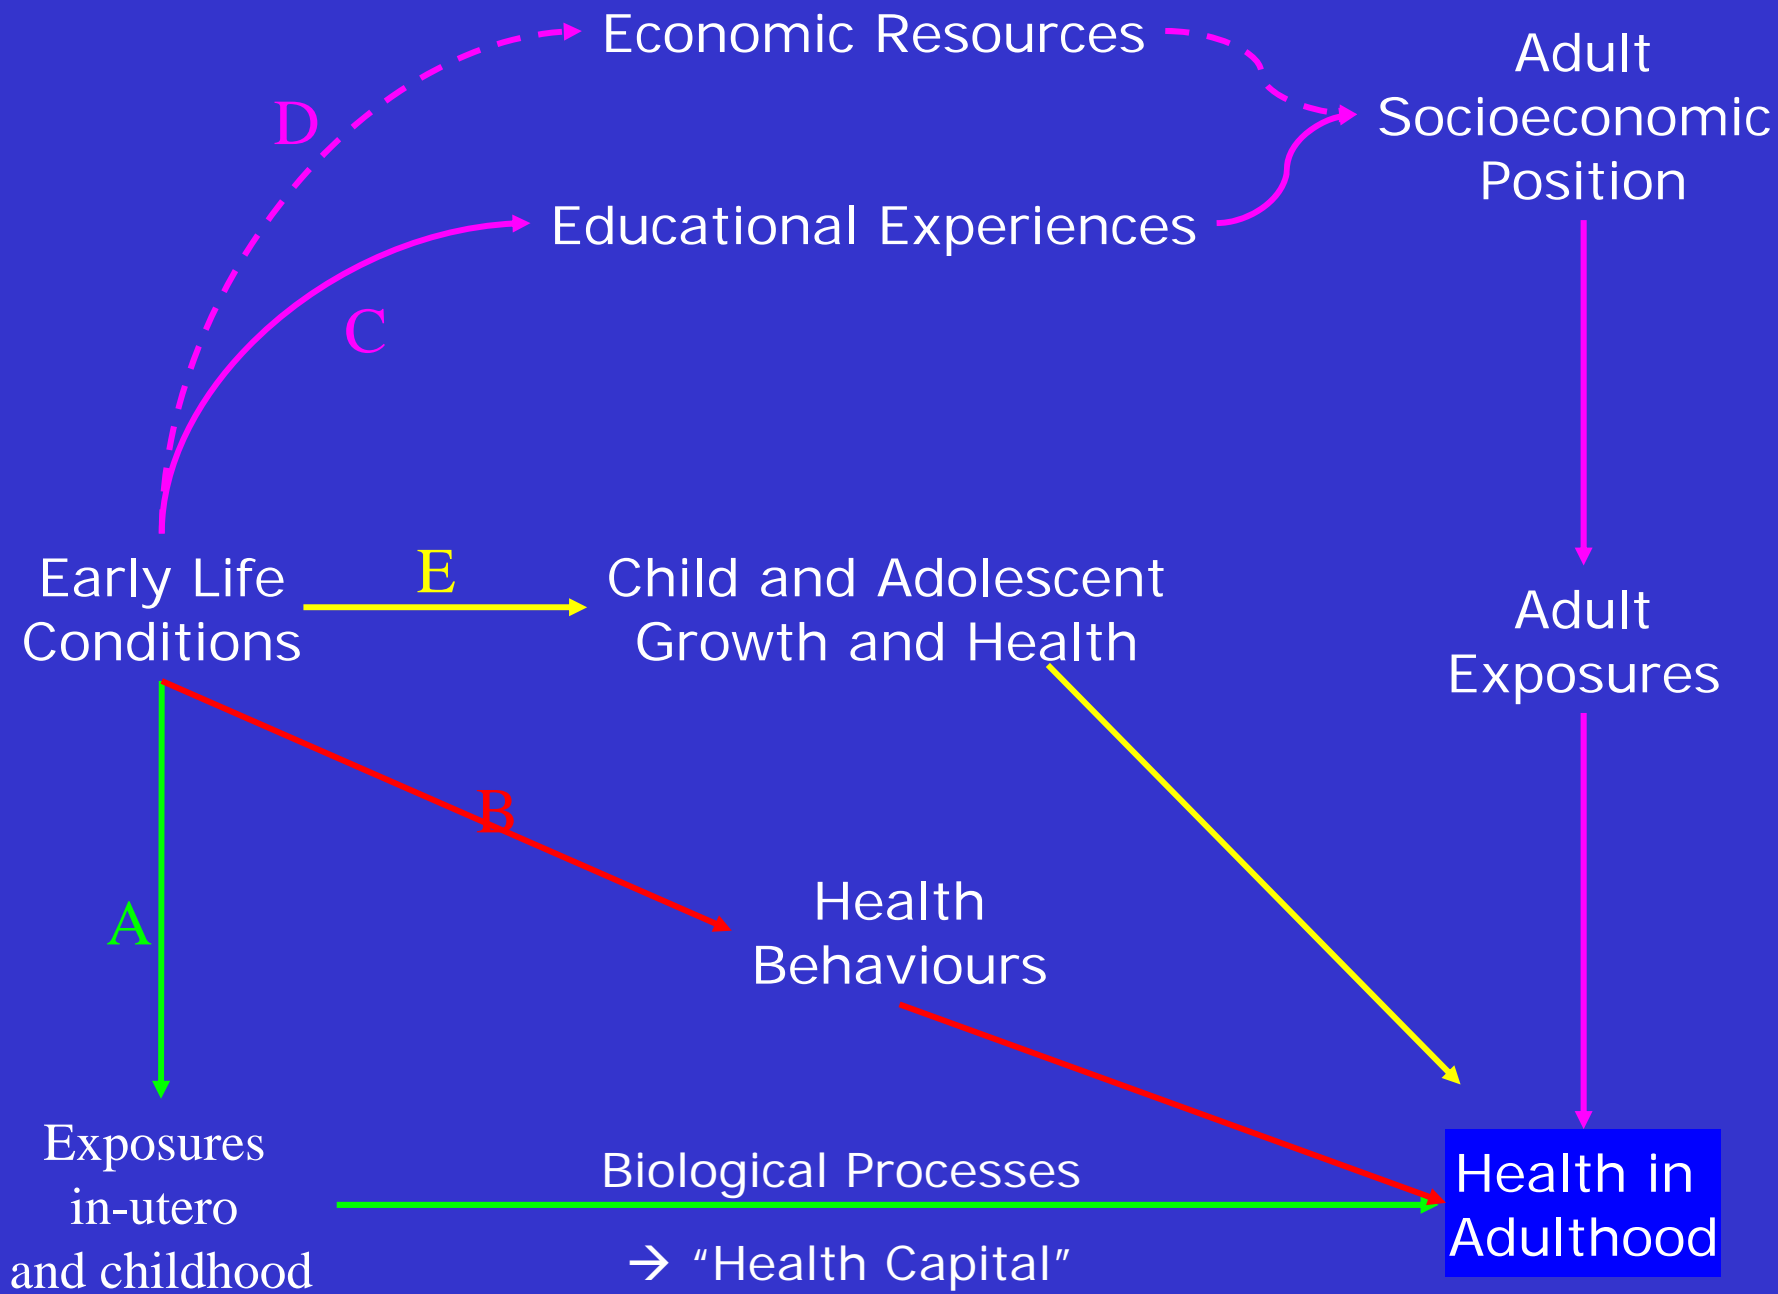 Economic Resources
Adult
Socioeconomic
Position
D
Educational Experiences
C
Early Life
Conditions
E
Child and Adolescent
Growth and Health
Adult
Exposures
B
A
Health
Behaviours
Exposures
in-utero
and childhood
Biological Processes
→ “Health Capital”
Health in
Adulthood